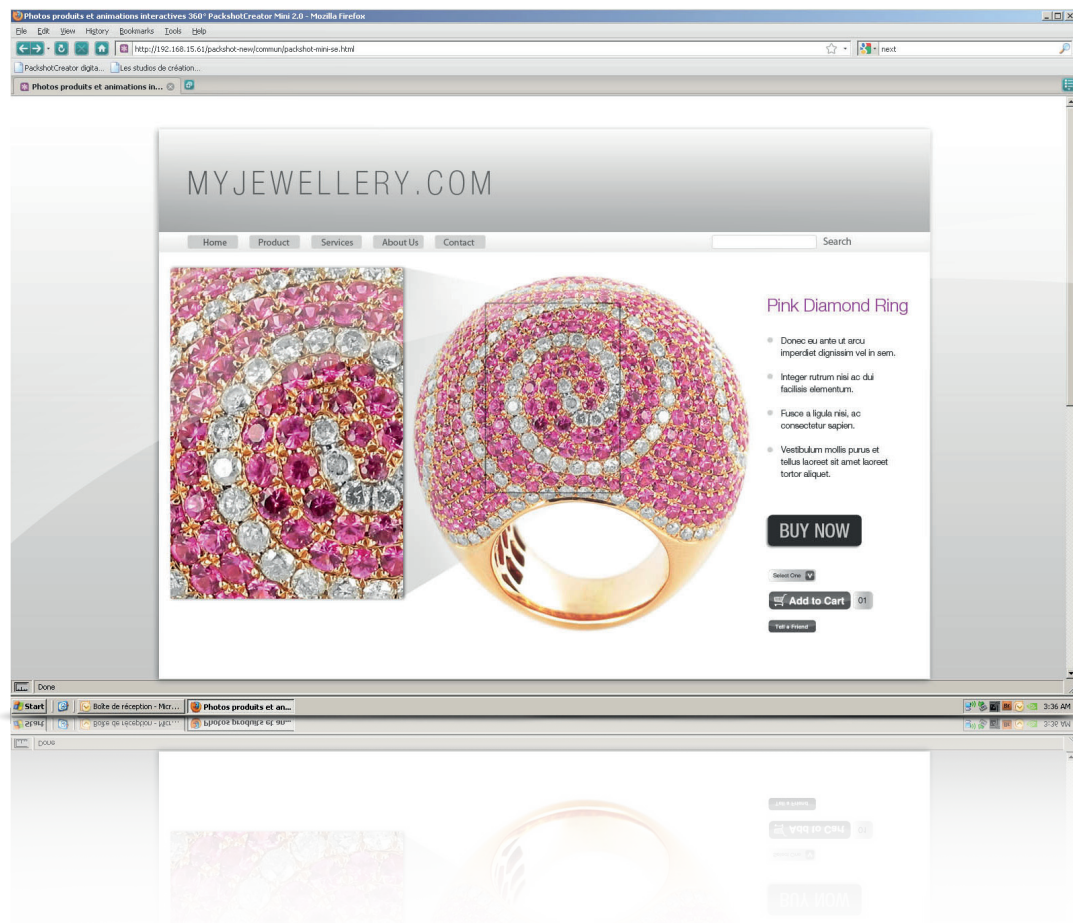 Photos produits et animations interactives 360° PackshotCreator Mini 2.0 - Mozilla Firefox
File Edit View History Bookmarks Tools Help
http://192.168.15.61/packshot-new/commun/packshot-mini-se.html
next
PackshotCreator digita... Les studios de création...
Photos produits et animations in...
MYJEWELLERY.COM
Home Product Services About Us Contact Search
Pink Diamond Ring
Donec eu ante ut arcu
imperdiet dignissim vel in sem.
Integer rutrum nisi ac dui
facilisis elementum.
Fusce a ligula nisi, ac
consectetur sapien.
Vestibulum mollis purus et
tellus laoreet sit amet laoreet
tortor aliquet.
BUY NOW
Select One
Add to Cart 01
Tell a Friend
Done
Start Boîte de réception - Micr... Photos produits et an... 3:36 AM